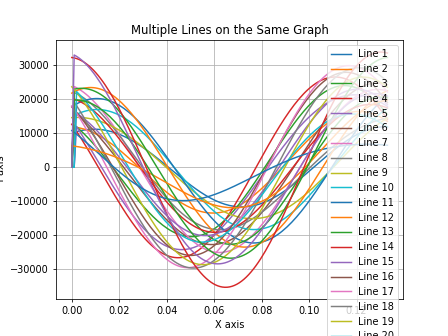 Multiple Lines on the Same Graph
30000
20000
10000
0
−10000
−20000
−30000
0.00
0.02
0.04
0.06
0.08
0.10
X axis
Line 1
Line 2
Line 3
Line 4
Line 5
Line 6
Line 7
Line 8
Line 9
Line 10
Line 11
Line 12
Line 13
Line 14
Line 15
Line 16
Line 17
Line 18
Line 19
Line 20